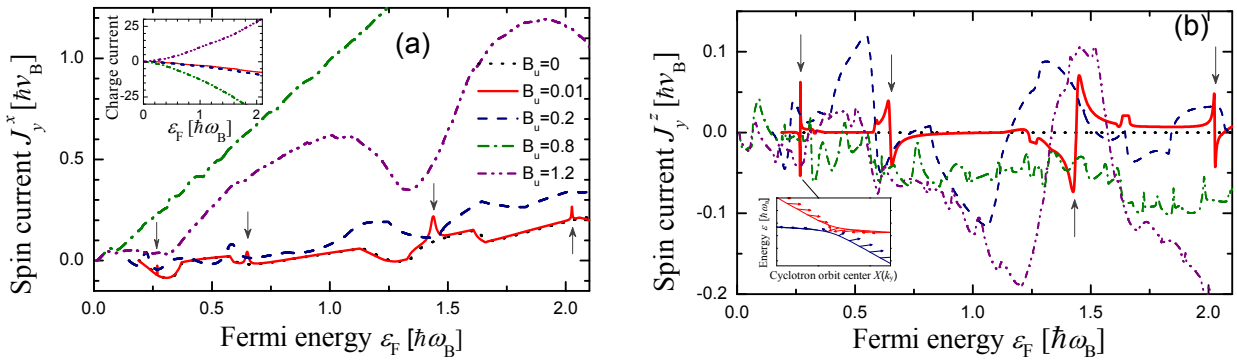 (a)
Spin current J_y^x [ħv_B]
1.0
0.5
0.0
0.0 0.5 1.0 1.5 2.0
Fermi energy ε_F [ħω_B]
Charge current
25
0
-25
0 1 2
ε_F [ħω_B]
B_u=0
B_u=0.01
B_u=0.2
B_u=0.8
B_u=1.2
(b)
Spin current J_y^z [ħv_B]
0.1
0.0
-0.1
-0.2
0.0 0.5 1.0 1.5 2.0
Fermi energy ε_F [ħω_B]
Energy ε [ħω_B]
Cyclotron orbit center X(k_Y)